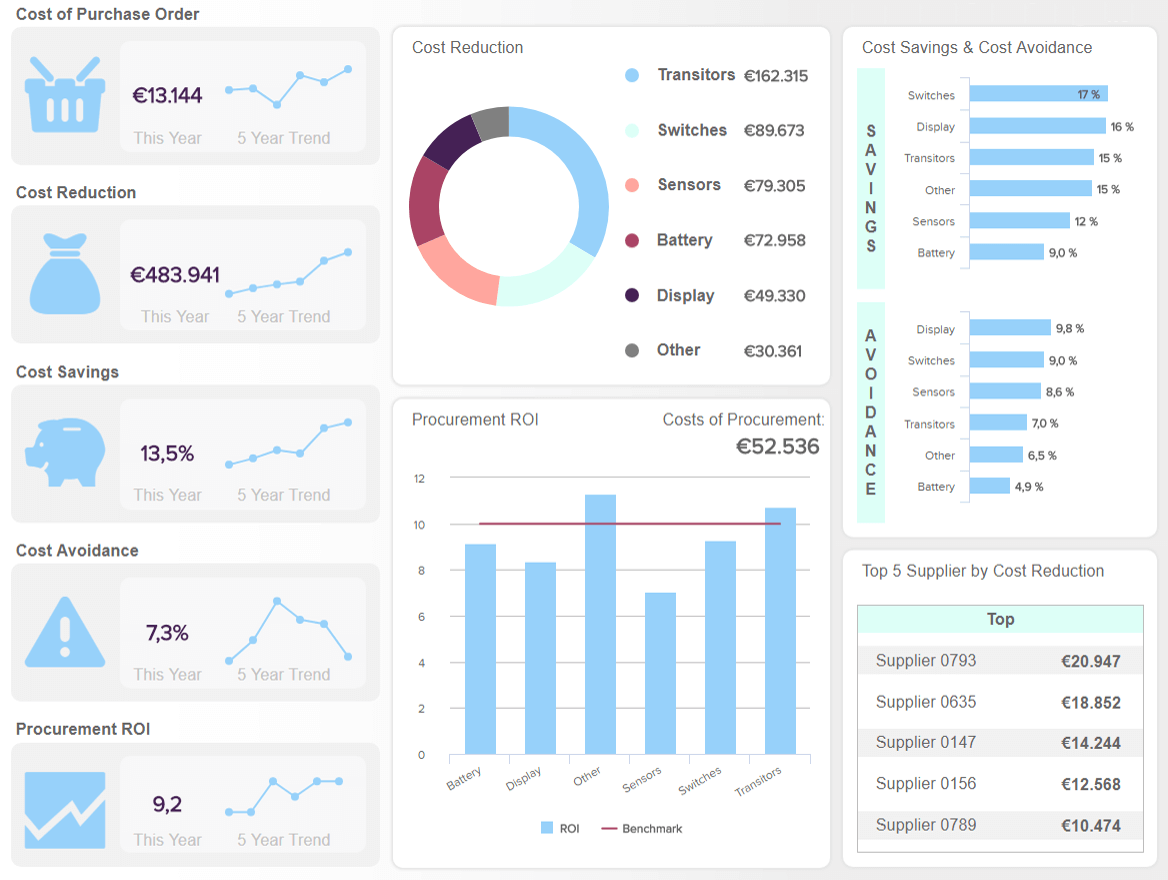 Cost of Purchase Order
€13.144
This Year
5 Year Trend
Cost Reduction
€483.941
This Year
5 Year Trend
Cost Savings
13,5%
This Year
5 Year Trend
Cost Avoidance
7,3%
This Year
5 Year Trend
Procurement ROI
9,2
This Year
5 Year Trend
Cost Reduction
Transitors €162.315
Switches €89.673
Sensors €79.305
Battery €72.958
Display €49.330
Other €30.361
Procurement ROI
Costs of Procurement:
€52.536
12
10
8
6
4
2
0
Battery
Display
Other
Sensors
Switches
Transitors
ROI
Benchmark
Cost Savings & Cost Avoidance
SAVINGS
Switches 17 %
Display 16 %
Transitors 15 %
Other 15 %
Sensors 12 %
Battery 9,0 %
AVOIDANCE
Display 9,8 %
Switches 9,0 %
Sensors 8,6 %
Transitors 7,0 %
Other 6,5 %
Battery 4,9 %
Top 5 Supplier by Cost Reduction
Top
Supplier 0793 €20.947
Supplier 0635 €18.852
Supplier 0147 €14.244
Supplier 0156 €12.568
Supplier 0789 €10.474